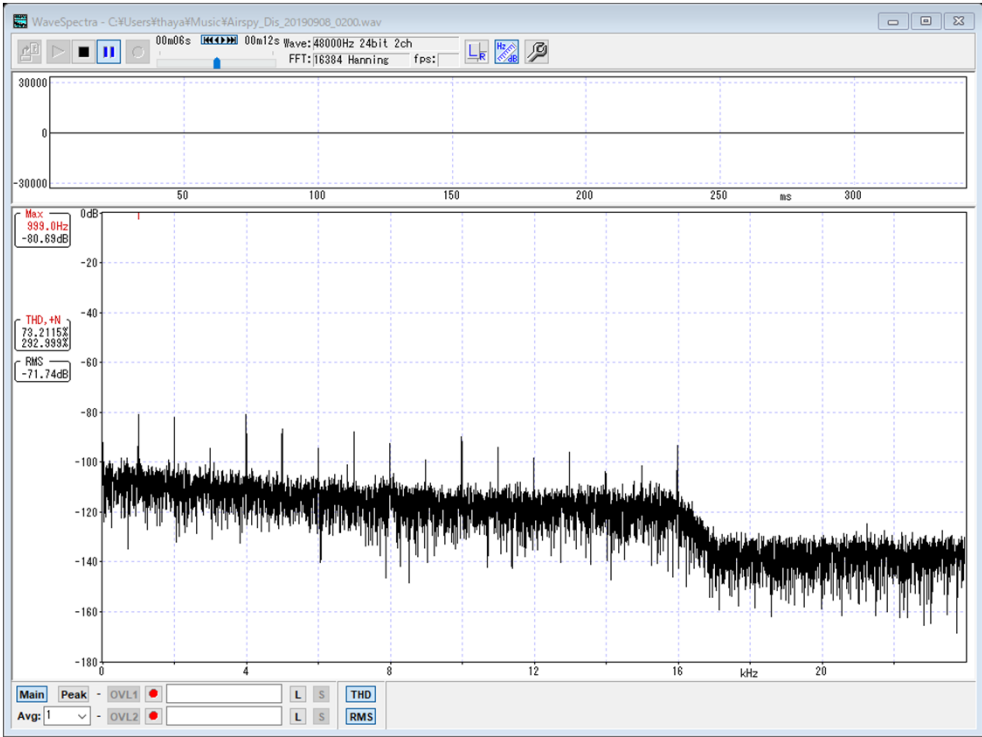 WaveSpectra - C:¥Users¥thaya¥Music¥Airspy_Dis_20190908_0200.wav
00m06s 00m12s Wave:48000Hz 24bit 2ch
FFT:16384 Hanning fps:
L R Hz dB
30000
0
-30000
50 100 150 200 250 ms 300
Max
999.0Hz
-80.69dB
THD,+N
73.2115%
292.999%
RMS
-71.74dB
0dB
-20
-40
-60
-80
-100
-120
-140
-160
-180
0 4 8 12 16 kHz 20
Main Peak - OVL1 L S THD
Avg: 1 - OVL2 L S RMS